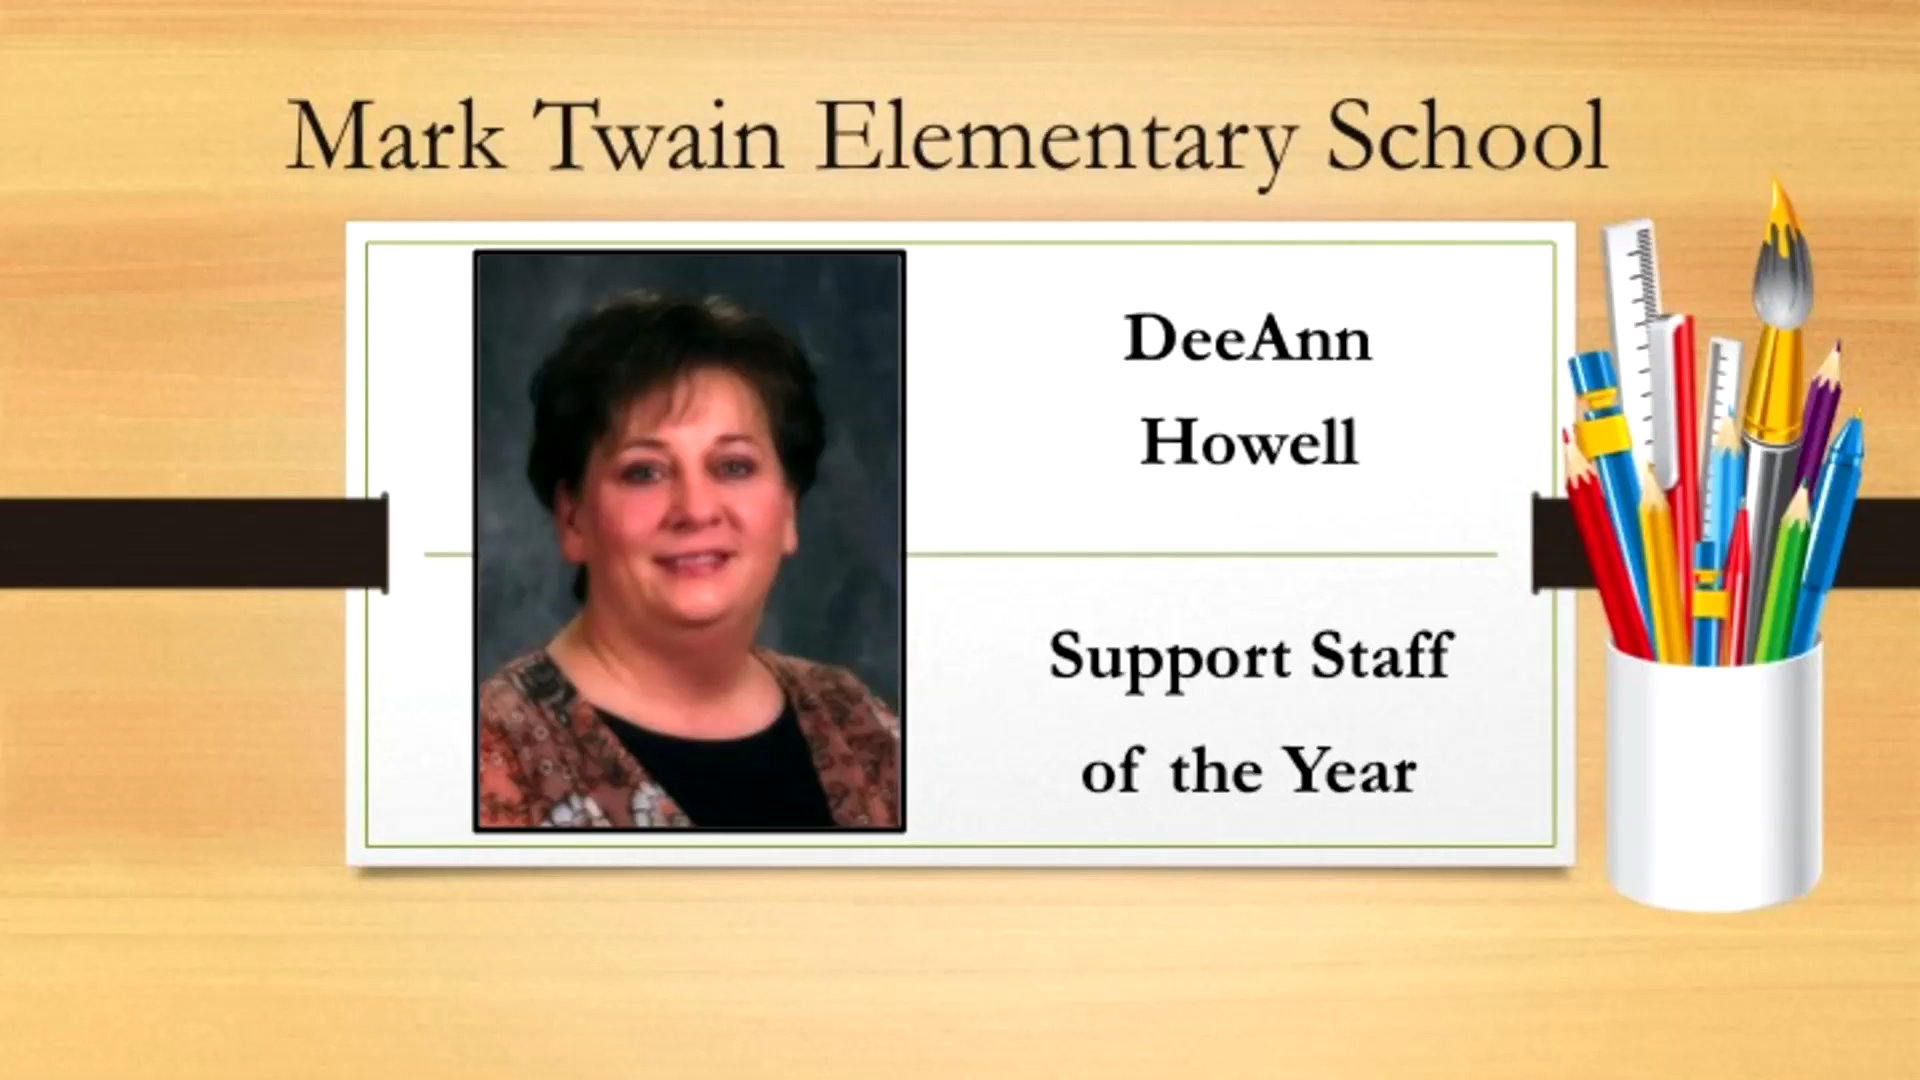 Mark Twain Elementary School
DeeAnn
Howell
Support Staff
of the Year